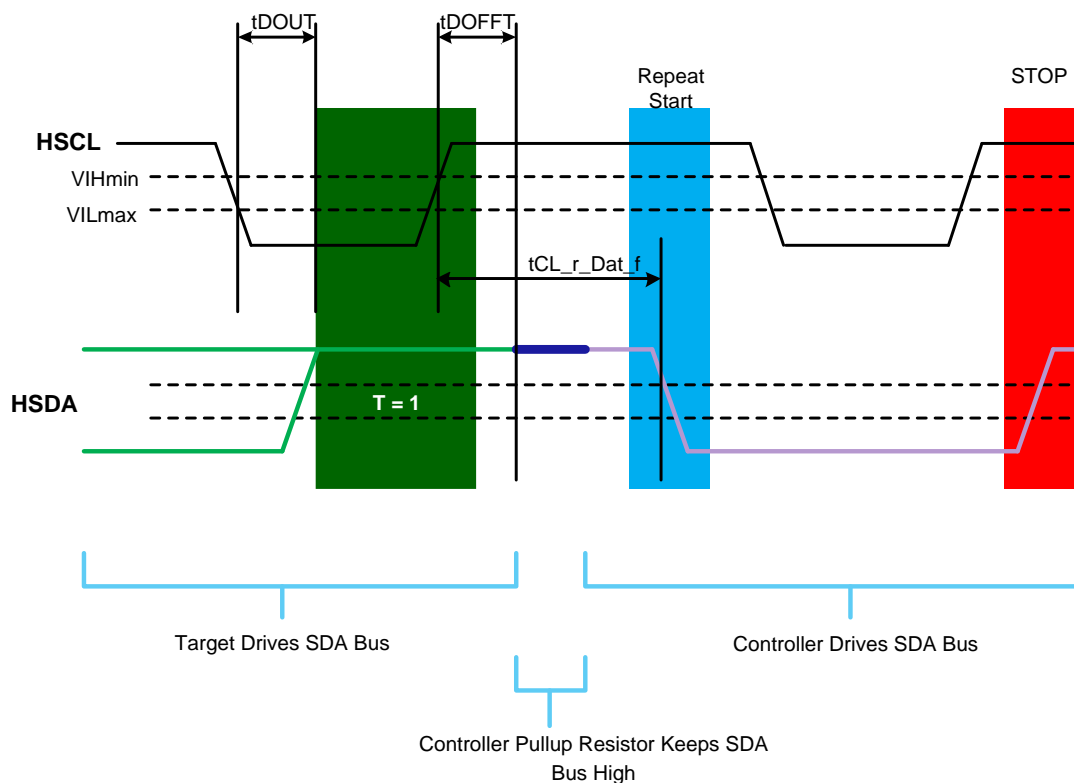 tDOUT
tDOFFT
Repeat
Start
STOP
HSCL
VIHmin
VILmax
tCL_r_Dat_f
HSDA
T = 1
Target Drives SDA Bus
Controller Drives SDA Bus
Controller Pullup Resistor Keeps SDA
Bus High